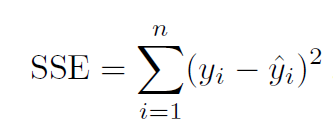 SSE = \sum_{i=1}^{n} (y_i - \hat{y}_i)^2